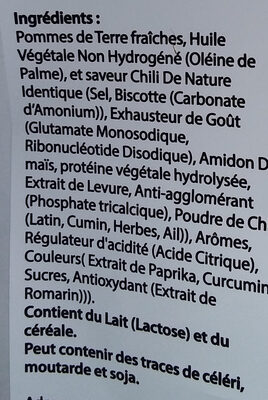 Ingrédients :
Pommes de Terre fraîches, Huile
Végétale Non Hydrogéné (Oléine de
Palme), et saveur Chili De Nature
Identique (Sel, Biscotte (Carbonate
d'Amonium)), Exhausteur de Goût
(Glutamate Monosodique,
Ribonucléotide Disodique), Amidon D
maïs, protéine végétale hydrolysée,
Extrait de Levure, Anti-agglomérant
(Phosphate tricalcique), Poudre de Ch
(Latin, Cumin, Herbes, Ail)), Arômes,
Régulateur d'acidité (Acide Citrique),
Couleurs( Extrait de Paprika, Curcumin
Sucres, Antioxydant (Extrait de
Romarin))).
Contient du Lait (Lactose) et du
céréale.
Peut contenir des traces de céléri,
moutarde et soja.